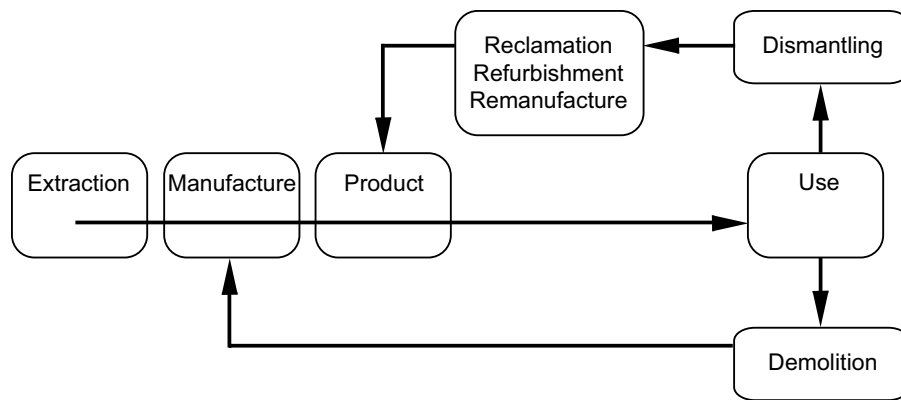 Reclamation
Refurbishment
Remanufacture
Dismantling
Extraction
Manufacture
Product
Use
Demolition